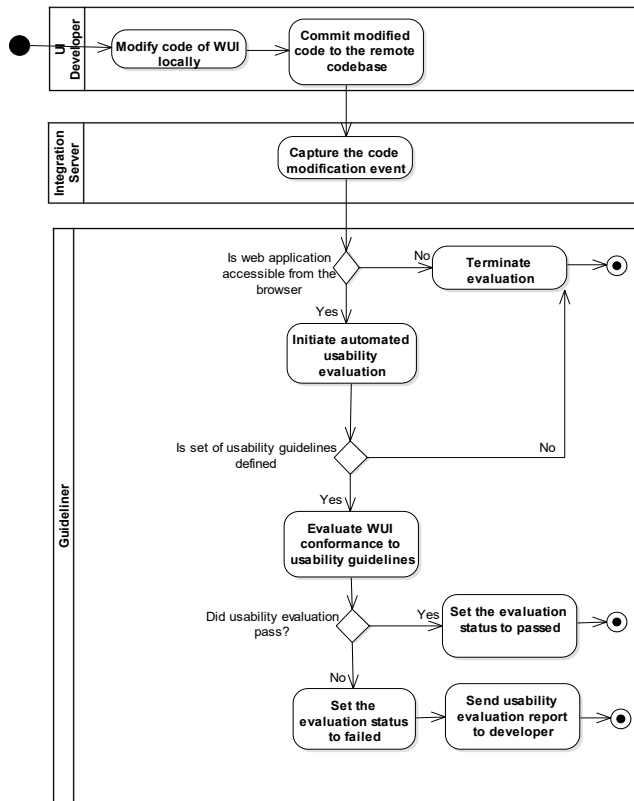 UI
Developer
Modify code of WUI
locally
Commit modified
code to the remote
codebase
Integration
Server
Capture the code
modification event
Guideliner
Is web application
accessible from the
browser
No
Terminate
evaluation
Yes
Initiate automated
usability
evaluation
Is set of usability guidelines
defined
No
Yes
Evaluate WUI
conformance to
usability guidelines
Did usability evaluation
pass?
Yes
Set the evaluation
status to passed
No
Set the
evaluation status
to failed
Send usability
evaluation report
to developer